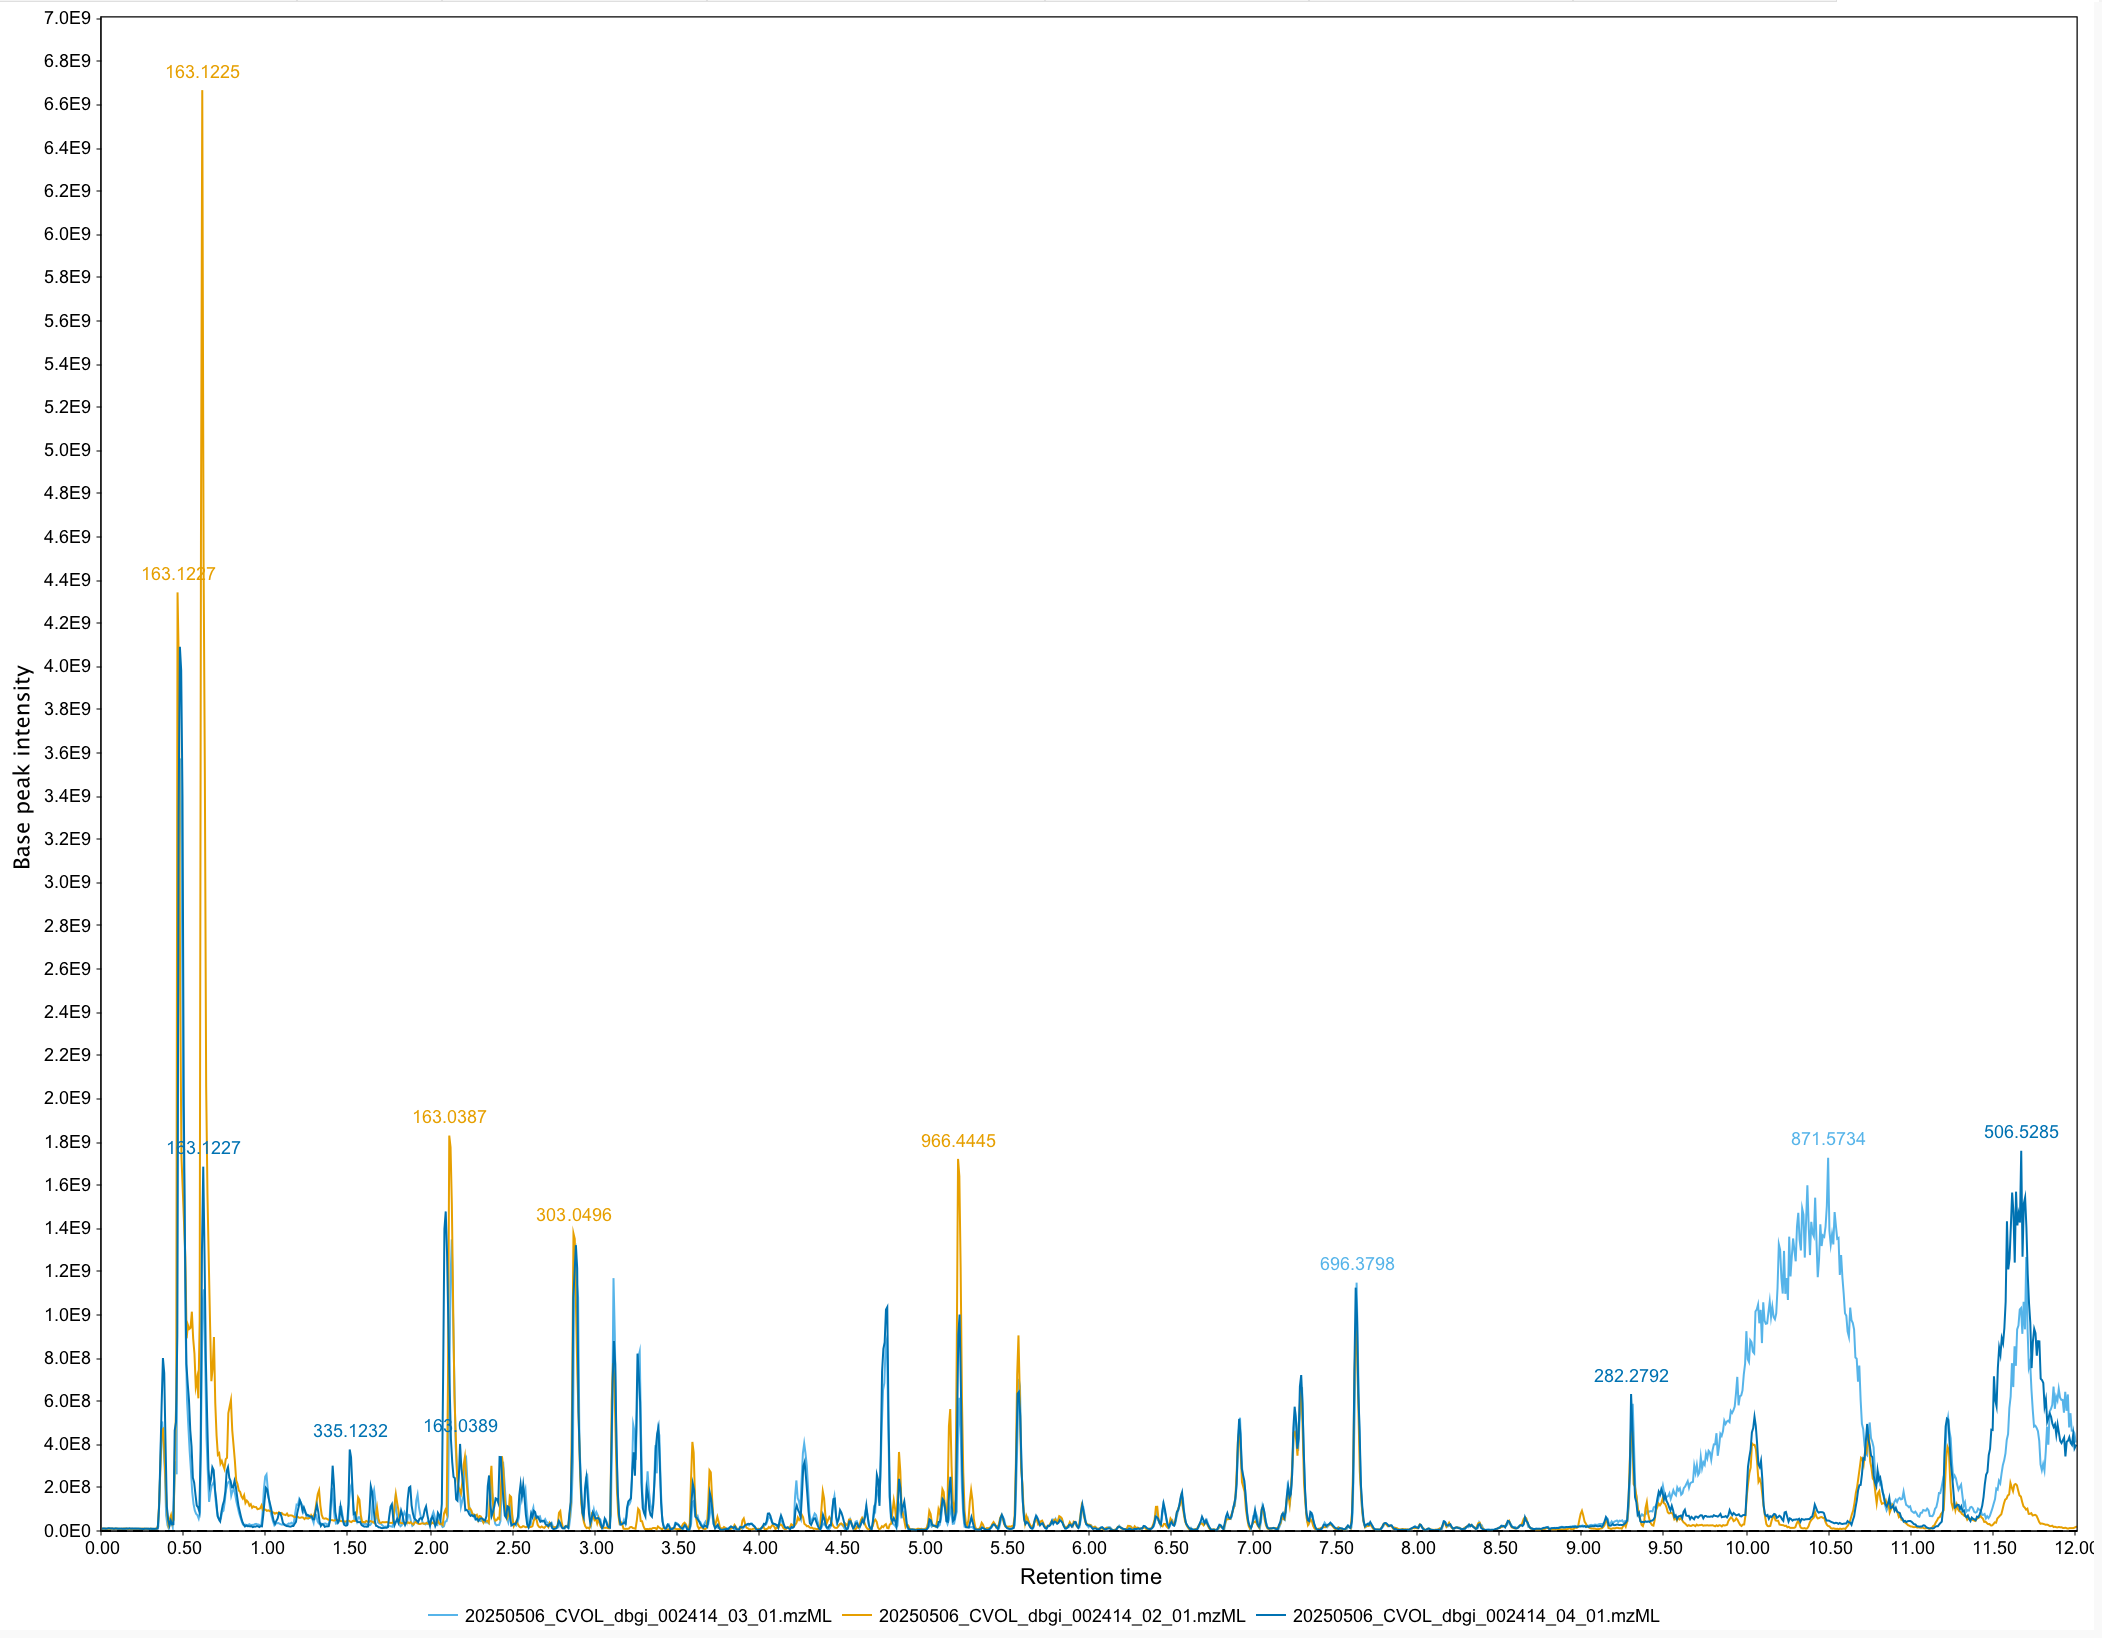 7.0E9
6.8E9
163.1225
6.6E9
6.4E9
6.2E9
6.0E9
5.8E9
5.6E9
5.4E9
5.2E9
5.0E9
4.8E9
4.6E9
163.1227
4.4E9
4.2E9
4.0E9
3.8E9
3.6E9
3.4E9
3.2E9
3.0E9
2.8E9
2.6E9
2.4E9
2.2E9
2.0E9
1.8E9
1.6E9
1.4E9
1.2E9
1.0E9
8.0E8
6.0E8
4.0E8
2.0E8
0.0E0
Base peak intensity
163.1227
335.1232
163.0387
163.0389
303.0496
966.4445
696.3798
282.2792
871.5734
506.5285
0.00 0.50 1.00 1.50 2.00 2.50 3.00 3.50 4.00 4.50 5.00 5.50 6.00 6.50 7.00 7.50 8.00 8.50 9.00 9.50 10.00 10.50 11.00 11.50 12.00
Retention time
20250506_CVOL_dbgi_002414_03_01.mzML 20250506_CVOL_dbgi_002414_02_01.mzML 20250506_CVOL_dbgi_002414_04_01.mzML